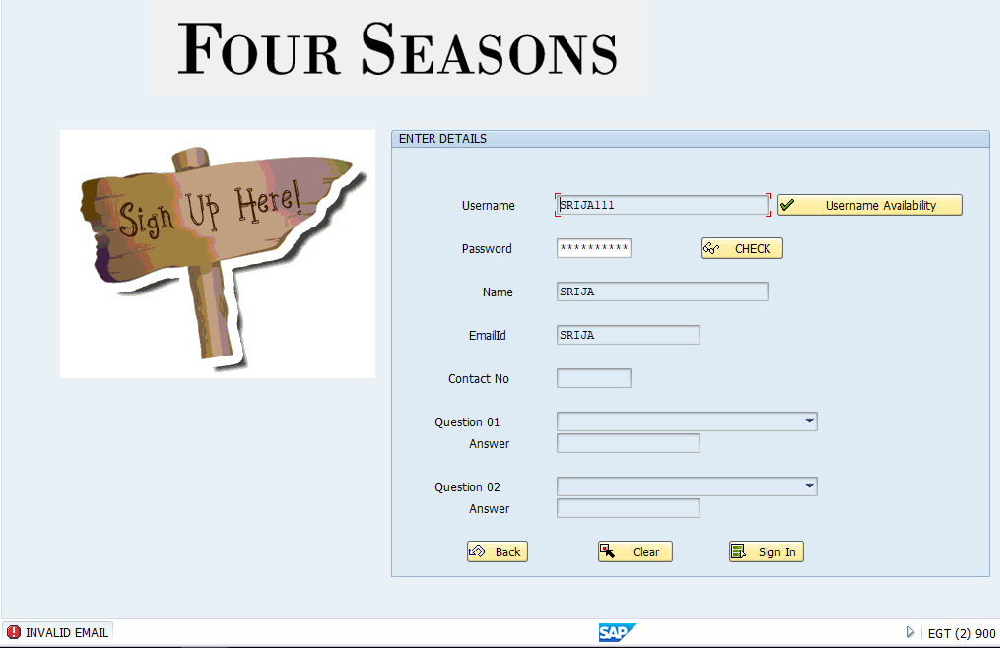 FOUR SEASONS
Sign Up Here!
ENTER DETAILS
Username SRIJA111 Username Availability
Password ********** CHECK
Name SRIJA
EmailId SRIJA
Contact No
Question 01
Answer
Question 02
Answer
Back Clear Sign In
INVALID EMAIL SAP EGT (2) 900